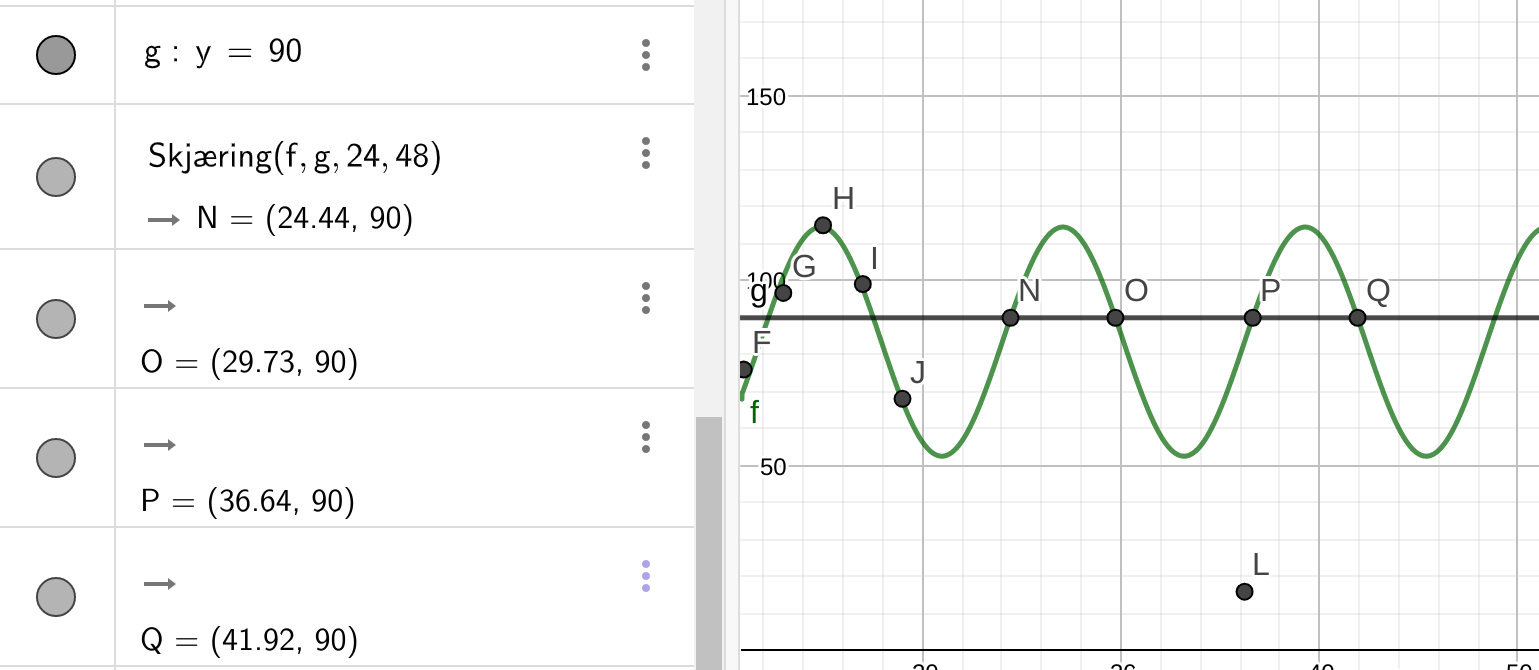 g : y = 90
Skjæring(f, g, 24, 48)
→ N = (24.44, 90)
→
O = (29.73, 90)
→
P = (36.64, 90)
→
Q = (41.92, 90)
150
H
I
G
100
g
N
O
P
Q
F
J
f
50
L